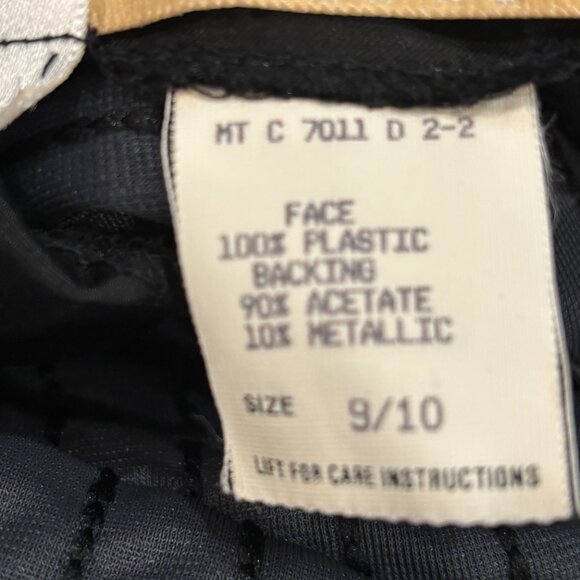 MT C 7011 D 2-2
FACE
100% PLASTIC
BACKING
90% ACETATE
10% METALLIC
SIZE 9/10
LIFT FOR CARE INSTRUCTIONS